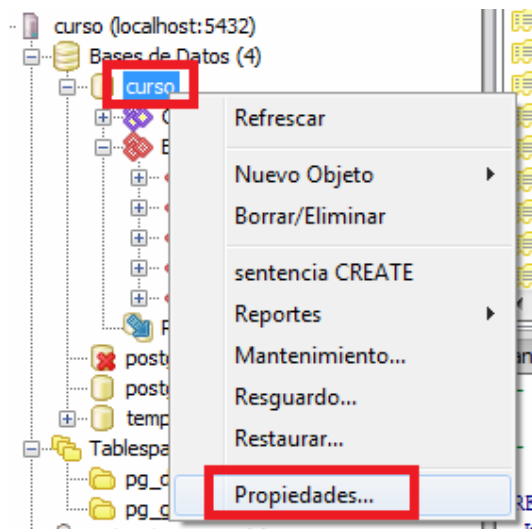 curso (localhost:5432)
Bases de Datos (4)
curso
Refrescar
Nuevo Objeto
Borrar/Eliminar
sentencia CREATE
Reportes
Mantenimiento...
Resguardo...
Restaurar...
Propiedades...